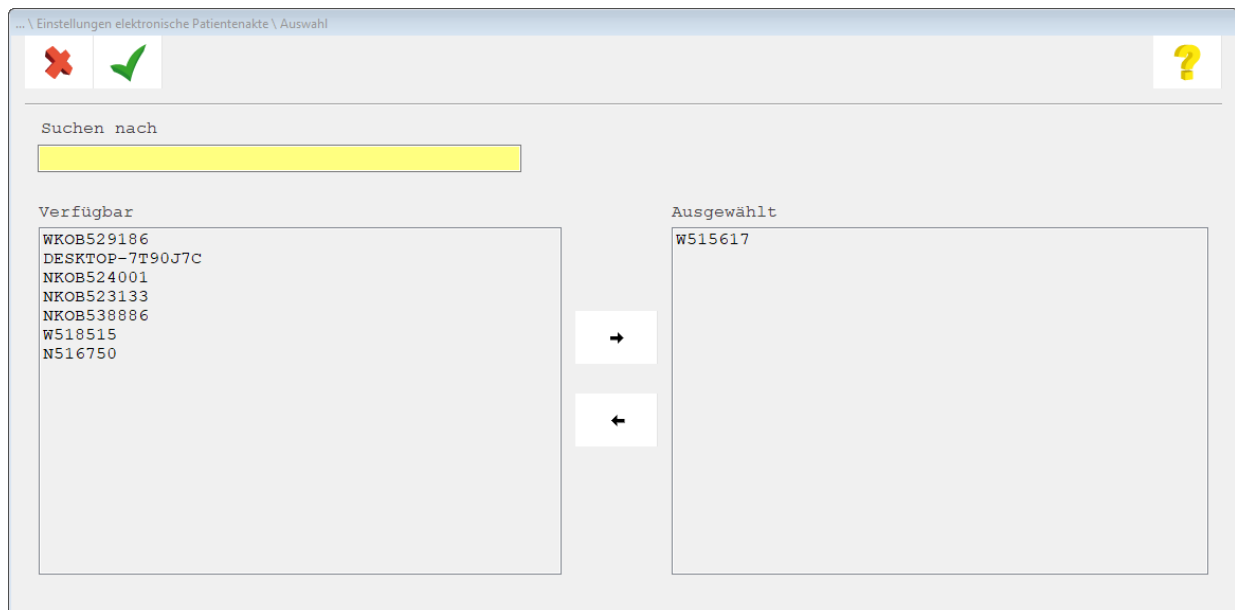 ... \ Einstellungen elektronische Patientenakte \ Auswahl
?
Suchen nach
Verfügbar
WKOB529186
DESKTOP-7T90J7C
NKOB524001
NKOB523133
NKOB538886
W518515
N516750
Ausgewählt
W515617